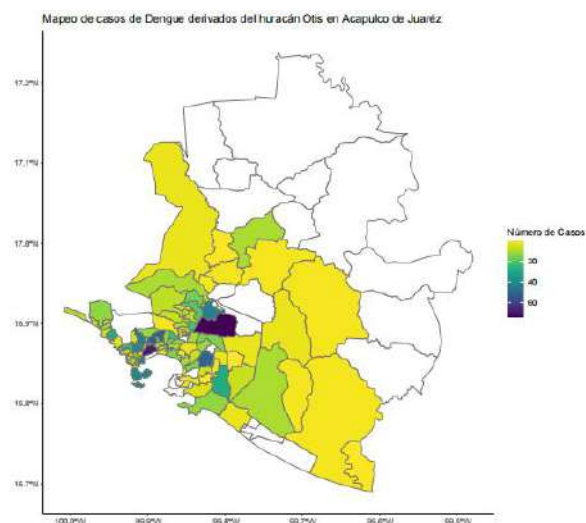 Mapeo de casos de Dengue derivados del huracán Otis en Acapulco de Juaréz
17.2°N
17.1°N
17.0°N
16.9°N
16.8°N
16.7°N
100.0°W 99.9°W 99.8°W 99.7°W 99.6°W 99.5°W
Número de Casos
20
40
60